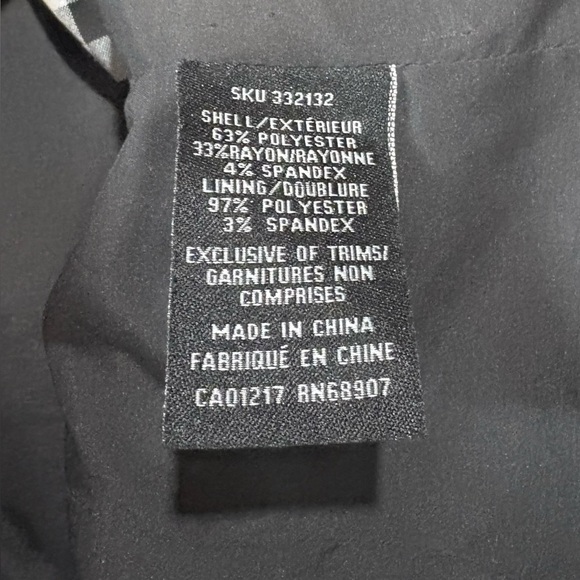 SKU 332132
SHELL/EXTÉRIEUR
63% POLYESTER
33%RAYON/RAYONNE
4% SPANDEX
LINING/DOUBLURE
97% POLYESTER
3% SPANDEX
EXCLUSIVE OF TRIMS/
GARNITURES NON
COMPRISES
MADE IN CHINA
FABRIQUÉ EN CHINE
CA01217 RN68907